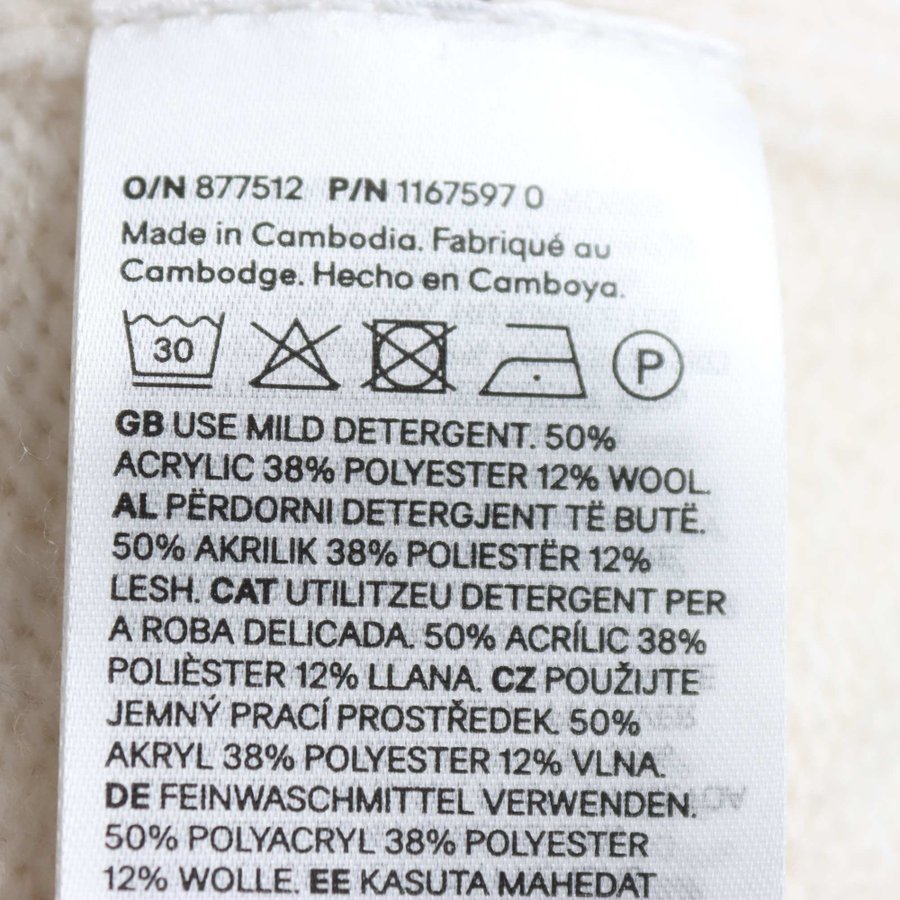 O/N 877512 P/N 1167597 0
Made in Cambodia. Fabriqué au
Cambodge. Hecho en Camboya.
30 P
GB USE MILD DETERGENT. 50%
ACRYLIC 38% POLYESTER 12% WOOL.
AL PËRDORNI DETERGJENT TË BUTË.
50% AKRILIK 38% POLIESTËR 12%
LESH. CAT UTILITZEU DETERGENT PER
A ROBA DELICADA. 50% ACRÍLIC 38%
POLIÈSTER 12% LLANA. CZ POUŽIJTE
JEMNÝ PRACÍ PROSTŘEDEK. 50%
AKRYL 38% POLYESTER 12% VLNA.
DE FEINWASCHMITTEL VERWENDEN.
50% POLYACRYL 38% POLYESTER
12% WOLLE. EE KASUTA MAHEDAT